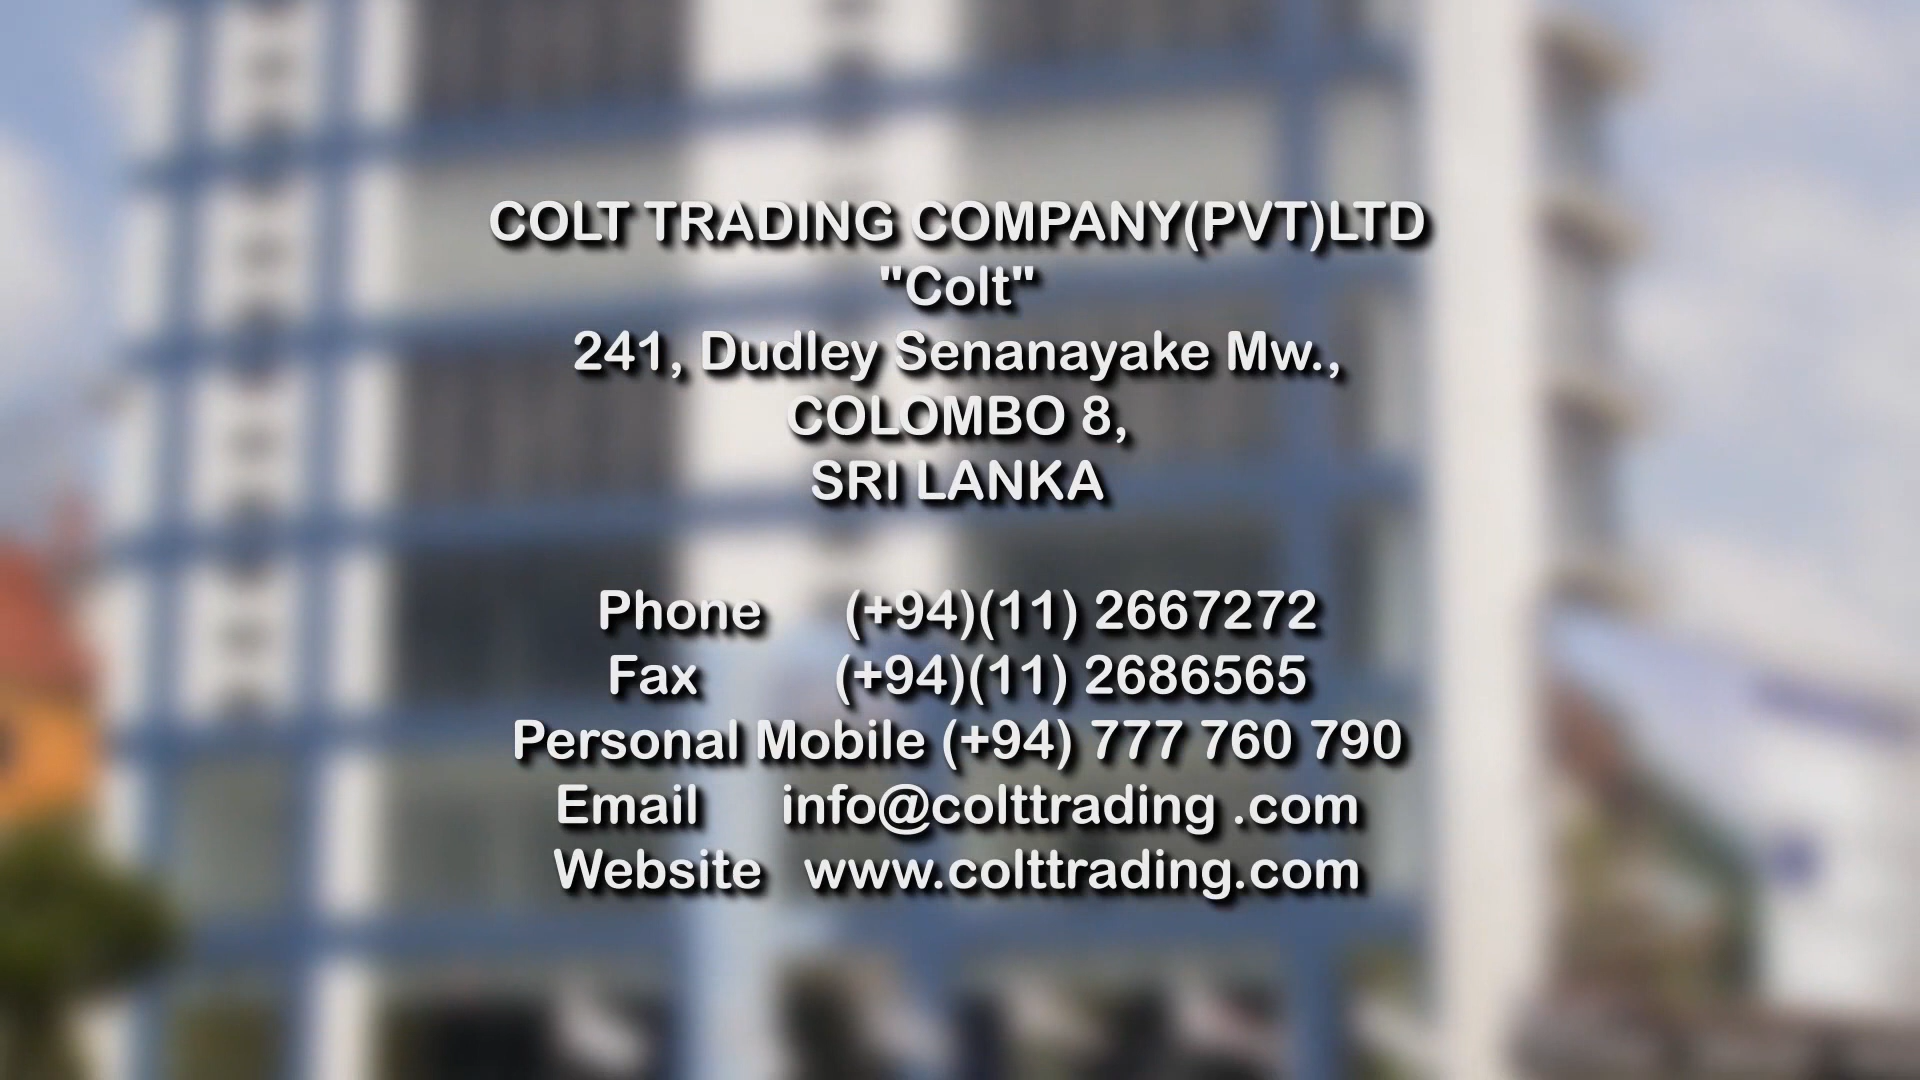 COLT TRADING COMPANY(PVT)LTD
"Colt"
241, Dudley Senanayake Mw.,
COLOMBO 8,
SRI LANKA
Phone (+94)(11) 2667272
Fax (+94)(11) 2686565
Personal Mobile (+94) 777 760 790
Email info@colttrading .com
Website www.colttrading.com